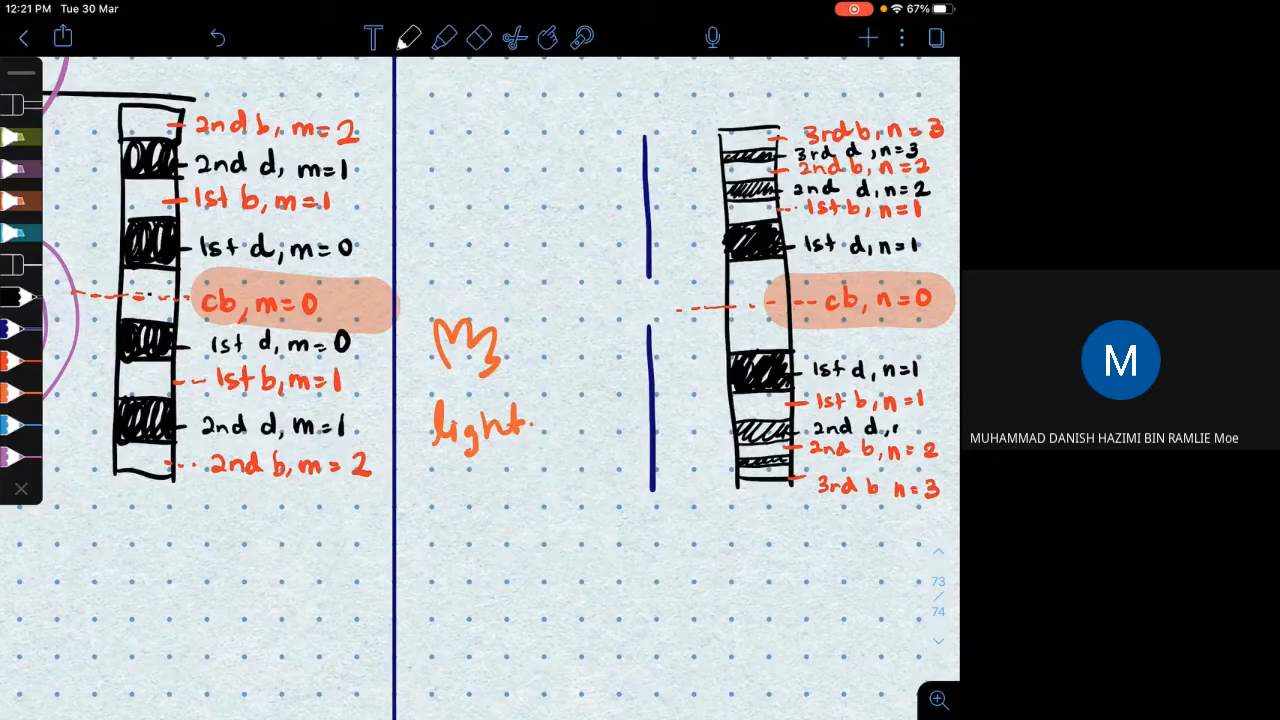 12:21 PM Tue 30 Mar
67%
2nd b, m=2
2nd d, m=1
1st b, m=1
1st d, m=0
cb, m=0
1st d, m=0
1st b, m=1
2nd d, m=1
2nd b, m=2
light.
3rd b, n=3
3rd d, n=3
2nd b, n=2
2nd d, n=2
1st b, n=1
1st d, n=1
cb, n=0
1st d, n=1
1st b, n=1
2nd d, n
2nd b, n=2
3rd b n=3
73
/
74
M
MUHAMMAD DANISH HAZIMI BIN RAMLIE Moe